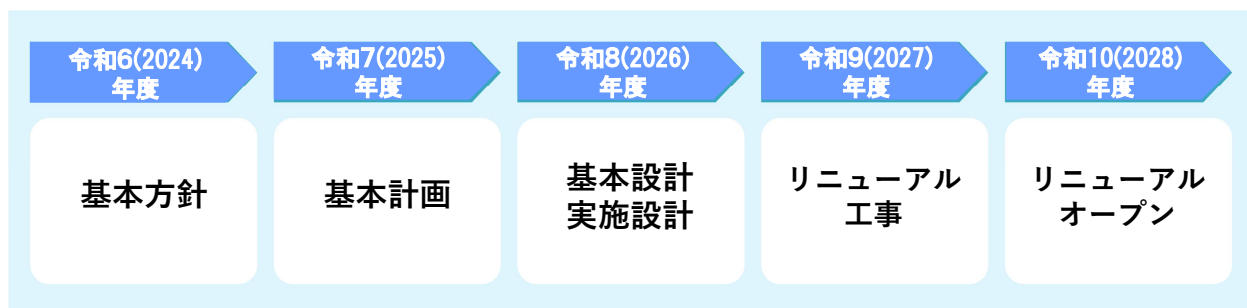 令和6(2024)
年度
令和7(2025)
年度
令和8(2026)
年度
令和9(2027)
年度
令和10(2028)
年度
基本方針
基本計画
基本設計
実施設計
リニューアル
工事
リニューアル
オープン